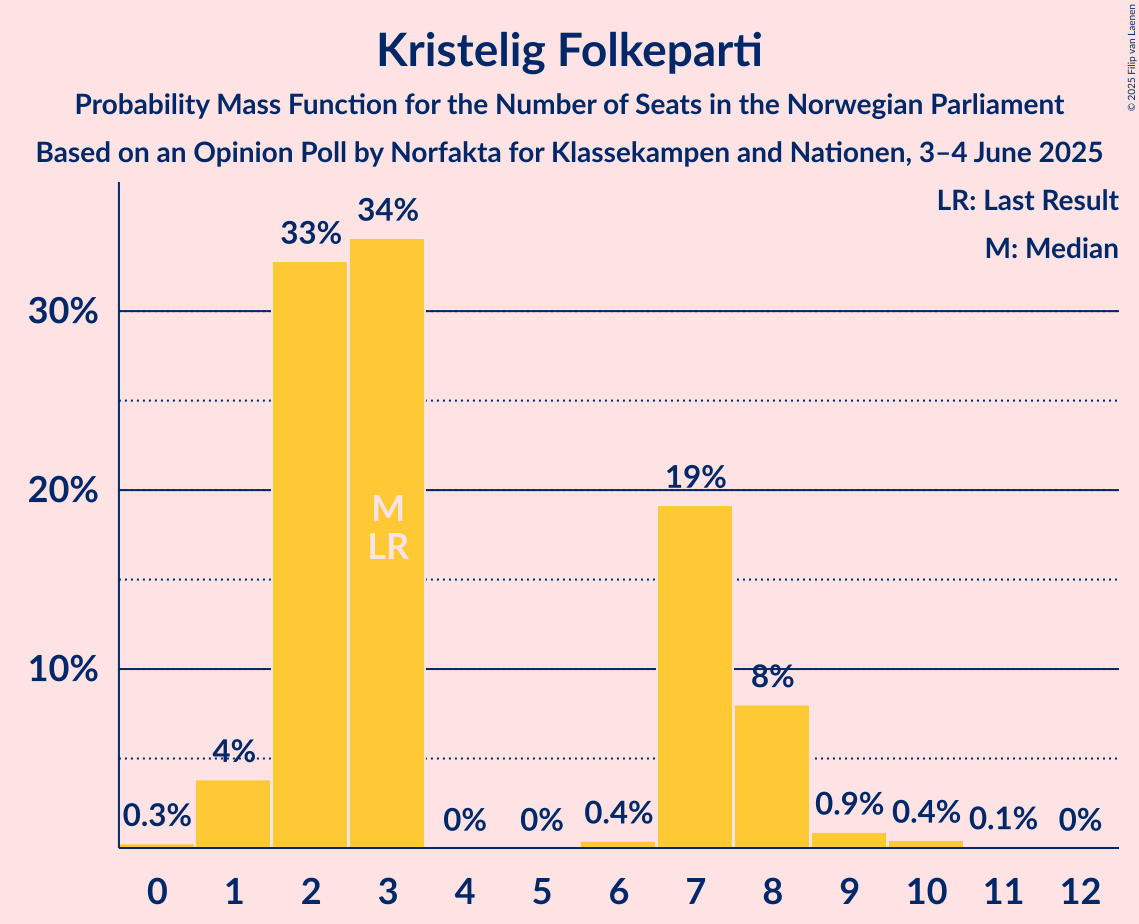 Kristelig Folkeparti
Probability Mass Function for the Number of Seats in the Norwegian Parliament
Based on an Opinion Poll by Norfakta for Klassekampen and Nationen, 3–4 June 2025
© 2025 Filip van Laenen
LR: Last Result
M: Median
30%
20%
10%
0.3%
4%
33%
34%
0%
0%
0.4%
19%
8%
0.9%
0.4%
0.1%
0%
M
LR
0 1 2 3 4 5 6 7 8 9 10 11 12